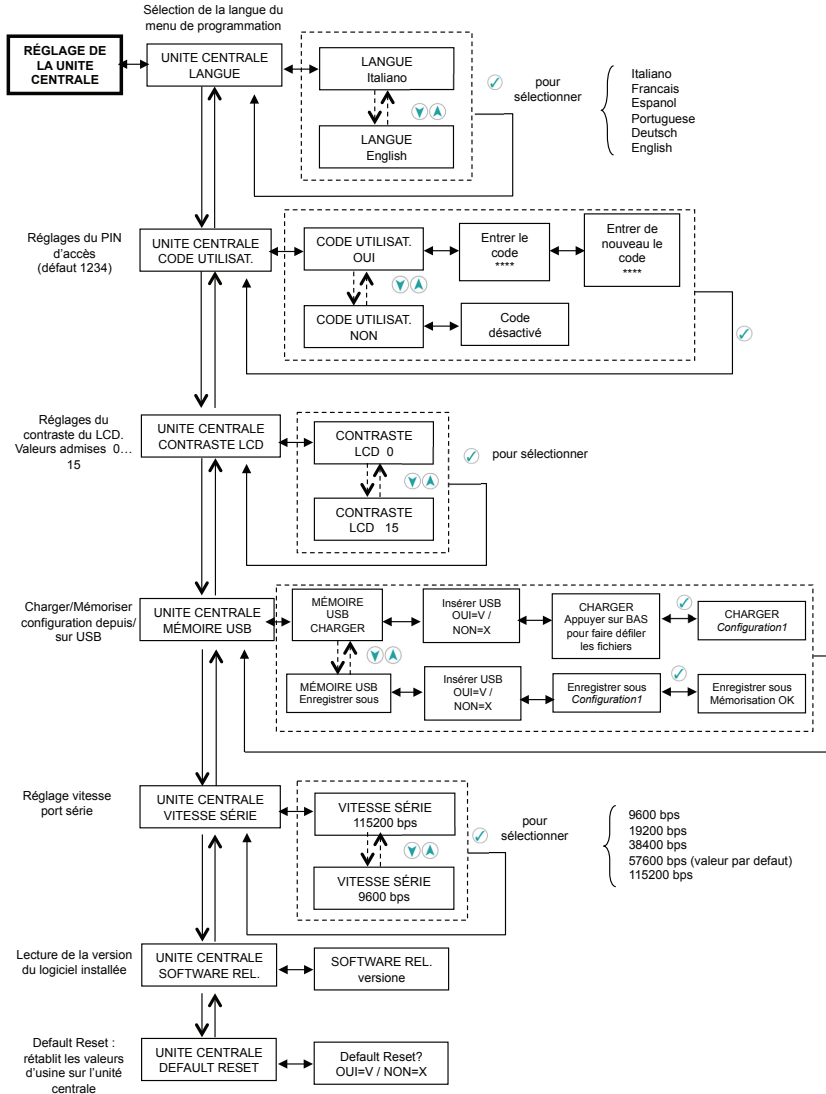 Sélection de la langue du
menu de programmation
RÉGLAGE DE
LA UNITE
CENTRALE
UNITE CENTRALE
LANGUE
LANGUE
Italiano
LANGUE
English
pour
sélectionner
Italiano
Francais
Espanol
Portuguese
Deutsch
English
Réglages du PIN
d'accès
(défaut 1234)
UNITE CENTRALE
CODE UTILISAT.
CODE UTILISAT.
OUI
Entrer le
code
****
Entrer de
nouveau le
code
****
CODE UTILISAT.
NON
Code
désactivé
Réglages du
contraste du LCD.
Valeurs admises 0…
15
UNITE CENTRALE
CONTRASTE LCD
CONTRASTE
LCD 0
CONTRASTE
LCD 15
pour sélectionner
Charger/Mémoriser
configuration depuis/
sur USB
UNITE CENTRALE
MÉMOIRE USB
MÉMOIRE
USB
CHARGER
Insérer USB
OUI=V /
NON=X
CHARGER
Appuyer sur BAS
pour faire défiler
les fichiers
CHARGER
Configuration1
MÉMOIRE USB
Enregistrer sous
Insérer USB
OUI=V /
NON=X
Enregistrer sous
Configuration1
Enregistrer sous
Mémorisation OK
Réglage vitesse
port série
UNITE CENTRALE
VITESSE SÉRIE
VITESSE SÉRIE
115200 bps
VITESSE SÉRIE
9600 bps
pour
sélectionner
9600 bps
19200 bps
38400 bps
57600 bps (valeur par defaut)
115200 bps
Lecture de la version
du logiciel installée
UNITE CENTRALE
SOFTWARE REL.
SOFTWARE REL.
versione
Default Reset :
rétablit les valeurs
d'usine sur l'unité
centrale
UNITE CENTRALE
DEFAULT RESET
Default Reset?
OUI=V / NON=X